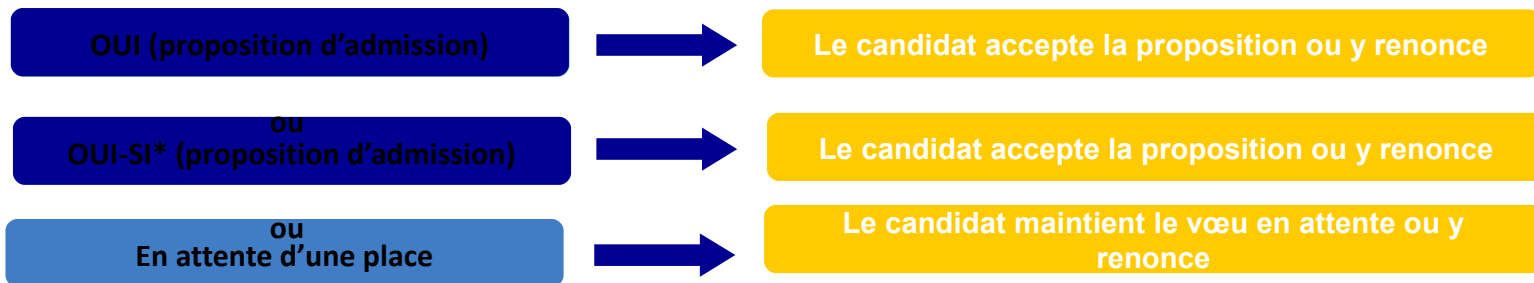 OUI (proposition d'admission)
Le candidat accepte la proposition ou y renonce
ou
OUI-SI* (proposition d'admission)
Le candidat accepte la proposition ou y renonce
ou
En attente d'une place
Le candidat maintient le vœu en attente ou y
renonce